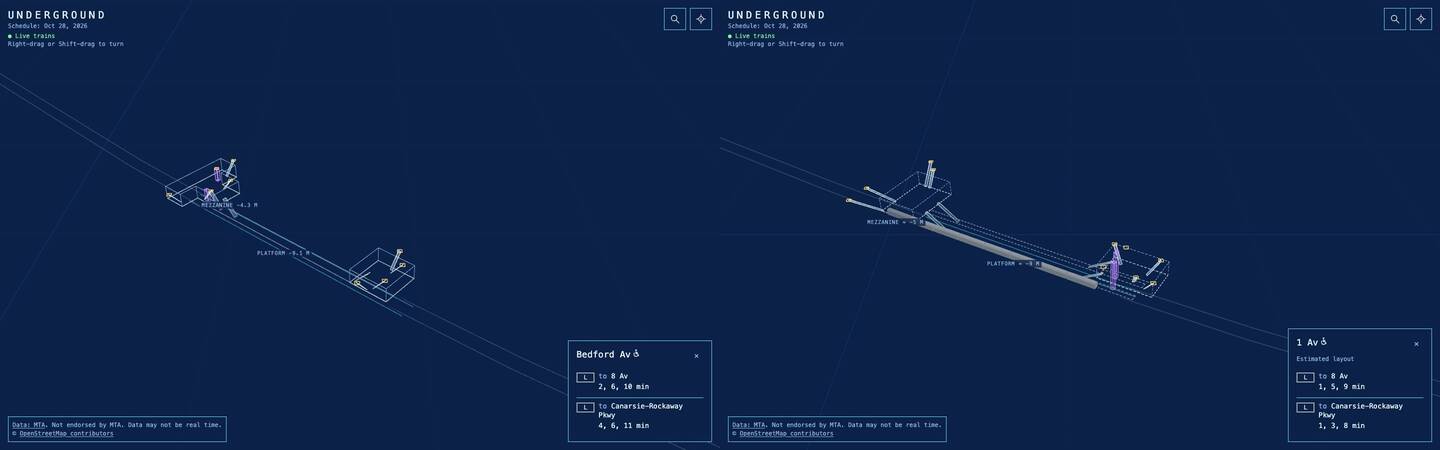 UNDERGROUND
Schedule: Oct 28, 2026
● Live trains
Right-drag or Shift-drag to turn
MEZZANINE -4.3 M
PLATFORM -9.1 M
Bedford Av
×
L to 8 Av
2, 6, 10 min
L to Canarsie-Rockaway
Pkwy
4, 6, 11 min
Data: MTA. Not endorsed by MTA. Data may not be real time.
© OpenStreetMap contributors
UNDERGROUND
Schedule: Oct 28, 2026
● Live trains
Right-drag or Shift-drag to turn
MEZZANINE ≈ -5 M
PLATFORM ≈ -9 M
1 Av
×
Estimated layout
L to 8 Av
1, 5, 9 min
L to Canarsie-Rockaway
Pkwy
1, 3, 8 min
Data: MTA. Not endorsed by MTA. Data may not be real time.
© OpenStreetMap contributors